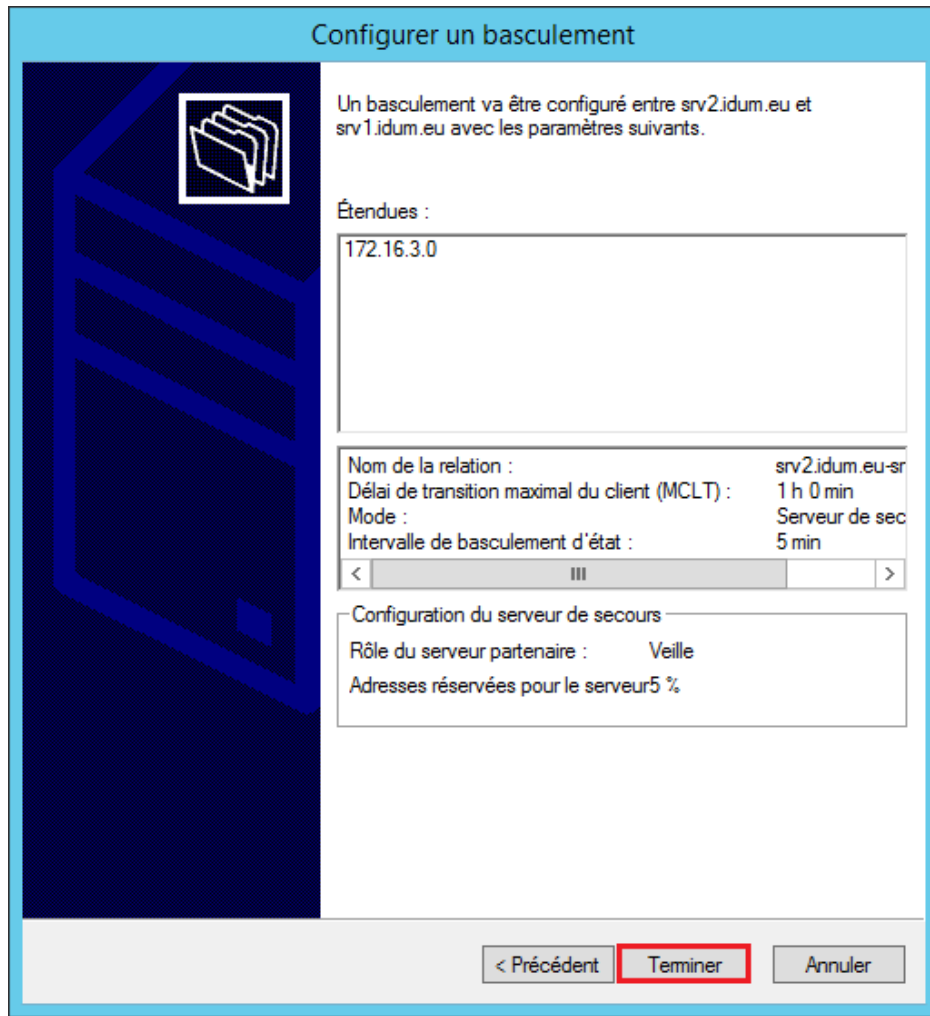 Configurer un basculement
Un basculement va être configuré entre srv2.idum.eu et
srv1.idum.eu avec les paramètres suivants.
Étendues :
172.16.3.0
Nom de la relation : srv2.idum.eu-sr
Délai de transition maximal du client (MCLT) : 1 h 0 min
Mode : Serveur de sec
Intervalle de basculement d'état : 5 min
Configuration du serveur de secours
Rôle du serveur partenaire : Veille
Adresses réservées pour le serveur5 %
< Précédent Terminer Annuler